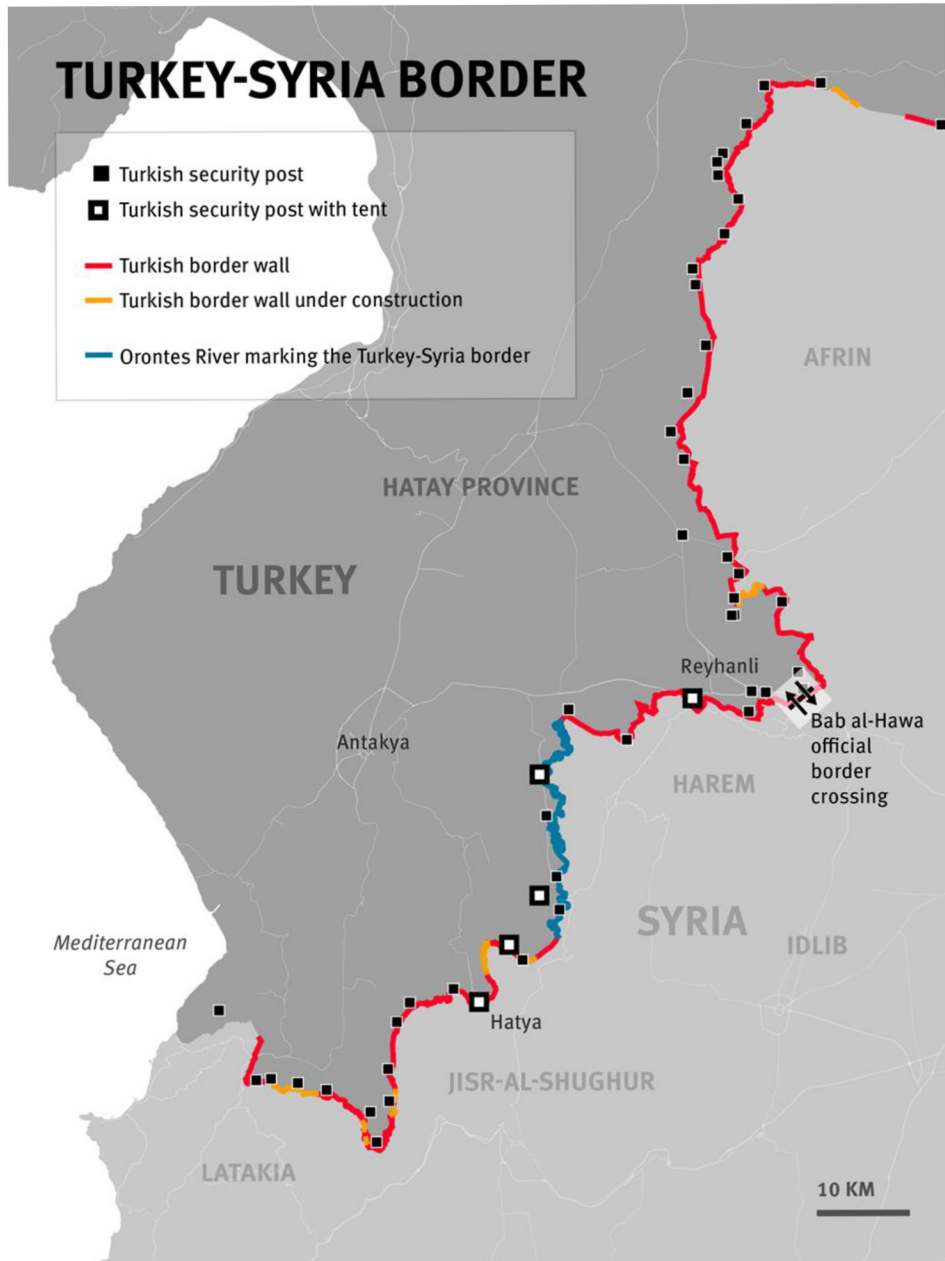 TURKEY-SYRIA BORDER
Turkish security post
Turkish security post with tent
Turkish border wall
Turkish border wall under construction
Orontes River marking the Turkey-Syria border
AFRIN
HATAY PROVINCE
TURKEY
Reyhanli
Bab al-Hawa
official
border
crossing
Antakya
HAREM
SYRIA
IDLIB
Mediterranean
Sea
Hatya
JISR-AL-SHUGHUR
LATAKIA
10 KM